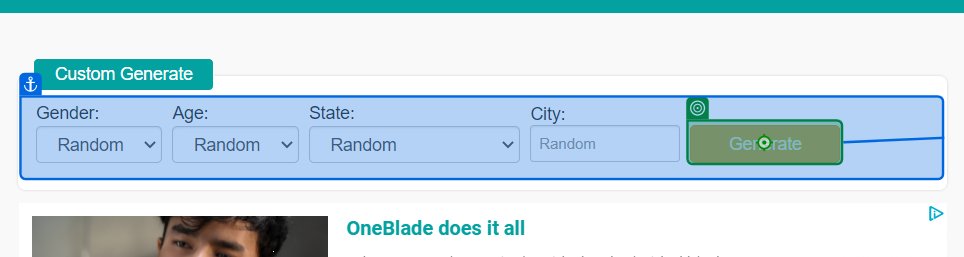 Custom Generate
Gender: Age: State: City:
Random Random Random Random Generate
OneBlade does it all